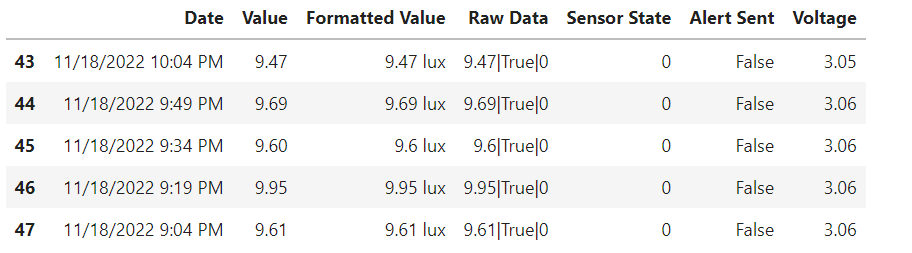 Date Value Formatted Value Raw Data Sensor State Alert Sent Voltage
43 11/18/2022 10:04 PM 9.47 9.47 lux 9.47|True|0 0 False 3.05
44 11/18/2022 9:49 PM 9.69 9.69 lux 9.69|True|0 0 False 3.06
45 11/18/2022 9:34 PM 9.60 9.6 lux 9.6|True|0 0 False 3.06
46 11/18/2022 9:19 PM 9.95 9.95 lux 9.95|True|0 0 False 3.06
47 11/18/2022 9:04 PM 9.61 9.61 lux 9.61|True|0 0 False 3.06